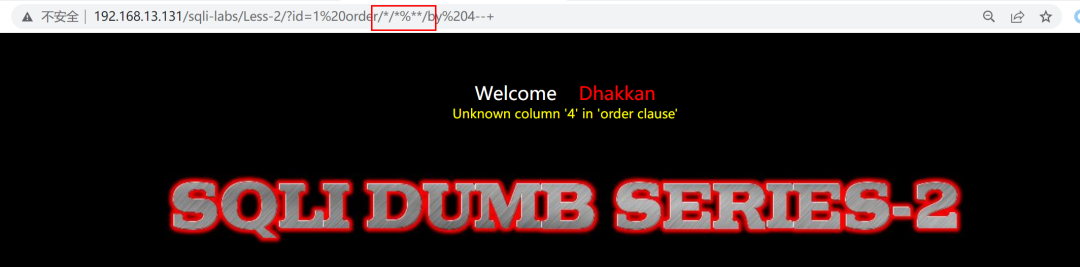 不安全 | 192.168.13.131/sqli-labs/Less-2/?id=1%20order/*/*%**/by%204--+
Welcome Dhakkan
Unknown column '4' in 'order clause'
SQLI DUMB SERIES-2